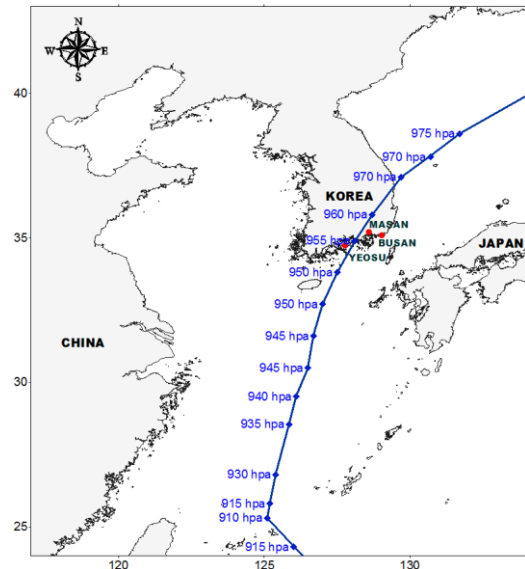 N
W E
S
40
975 hpa
970 hpa
970 hpa
KOREA
960 hpa
MASAN
35
955 hpa
BUSAN
JAPAN
YEOSU
950 hpa
950 hpa
CHINA
945 hpa
945 hpa
30
940 hpa
935 hpa
930 hpa
915 hpa
910 hpa
25
915 hpa
120 125 130